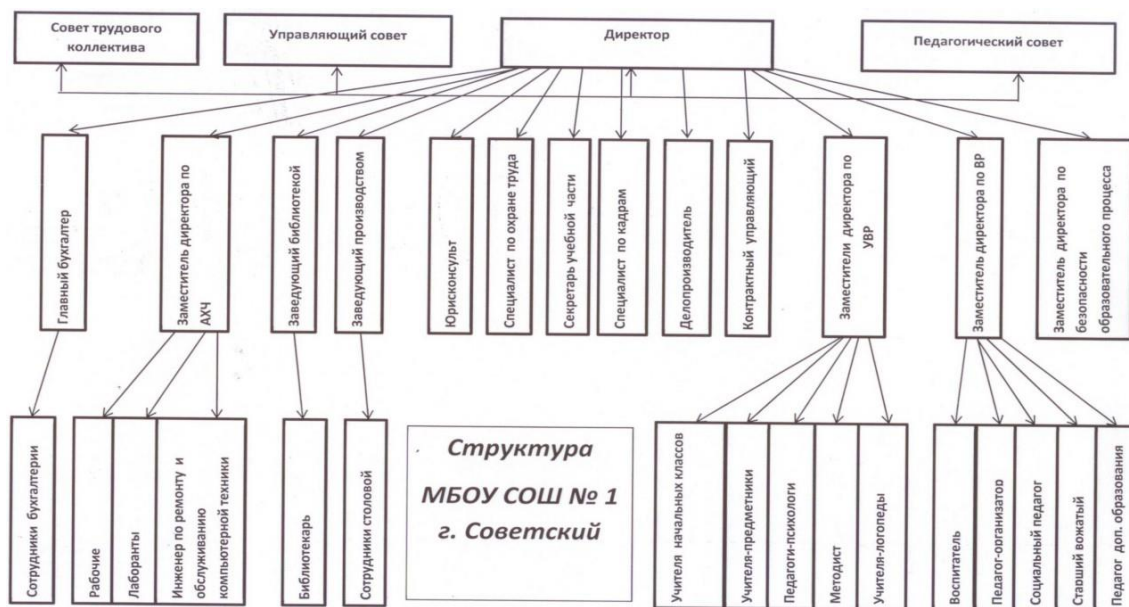 Совет трудового
коллектива
Управляющий совет
Директор
Педагогический совет
Главный бухгалтер
Заместитель директора по
АХЧ
Заведующий библиотекой
Заведующий производством
Юрисконсульт
Специалист по охране труда
Секретарь учебной части
Специалист по кадрам
Делопроизводитель
Контрактный управляющий
Заместители директора по
УВР
Заместитель директора по ВР
Заместитель директора по
безопасности
образовательного процесса
Сотрудники бухгалтерии
Рабочие
Лаборанты
Инженер по ремонту и
обслуживанию
компьютерной техники
Библиотекарь
Сотрудники столовой
Структура
МБОУ СОШ № 1
г. Советский
Учителя начальных классов
Учителя-предметники
Педагоги-психологи
Методист
Учителя-логопеды
Воспитатель
Педагог-организатор
Социальный педагог
Старший вожатый
Педагог доп. образования